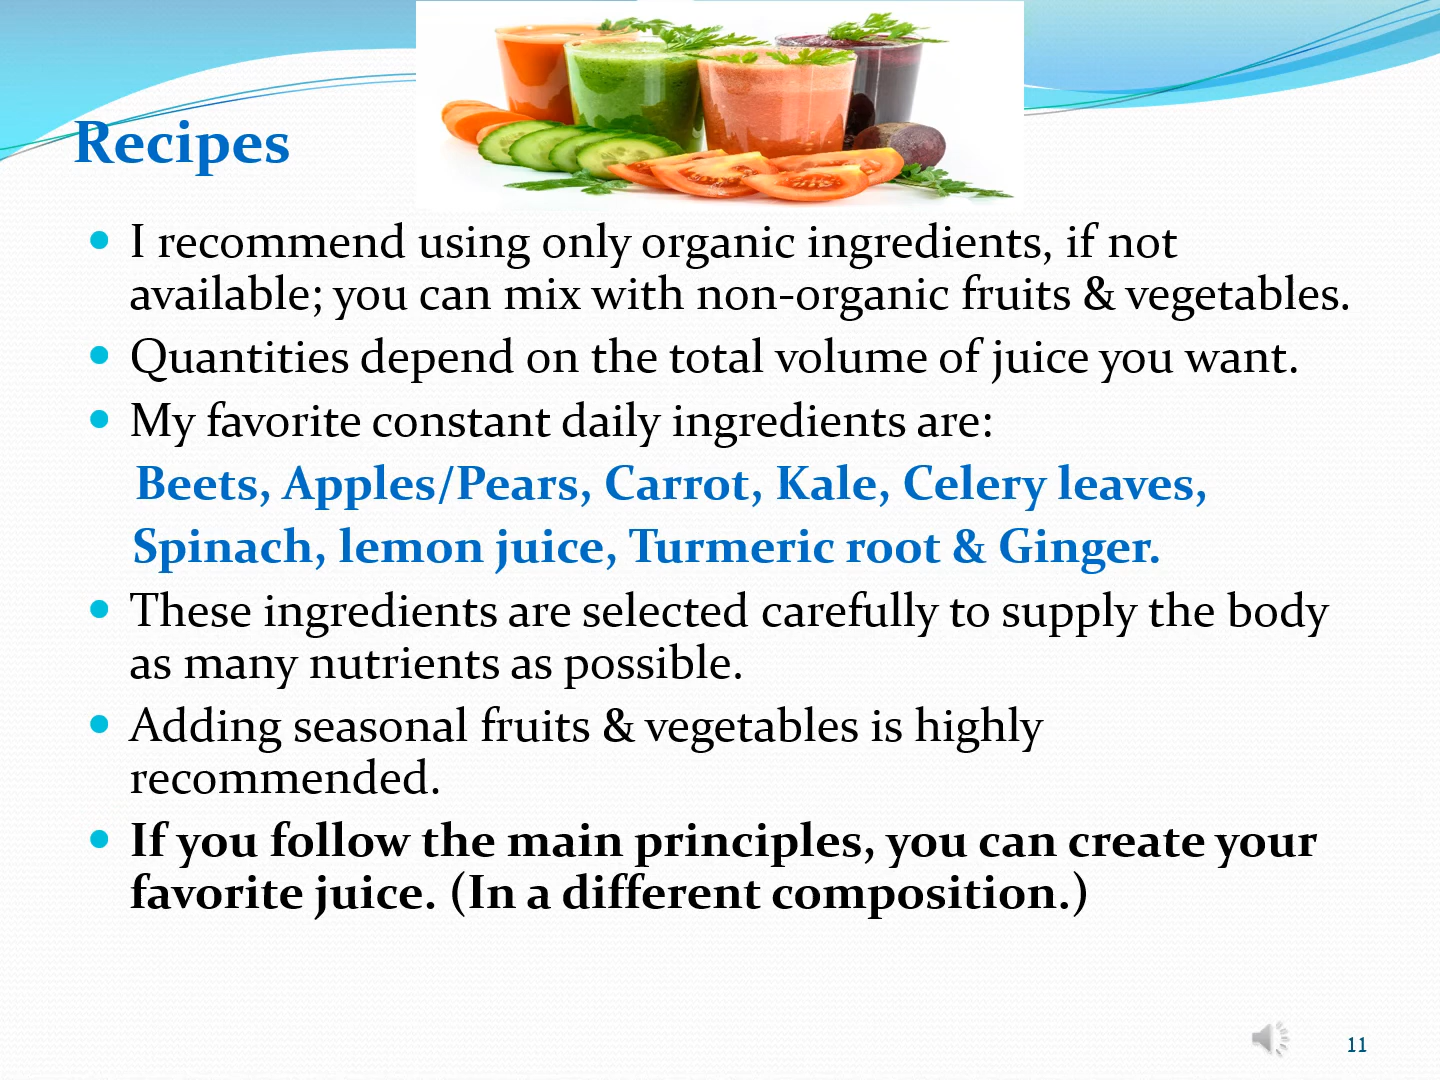 Recipes
• I recommend using only organic ingredients, if not
available; you can mix with non-organic fruits & vegetables.
• Quantities depend on the total volume of juice you want.
• My favorite constant daily ingredients are:
Beets, Apples/Pears, Carrot, Kale, Celery leaves,
Spinach, lemon juice, Turmeric root & Ginger.
• These ingredients are selected carefully to supply the body
as many nutrients as possible.
• Adding seasonal fruits & vegetables is highly
recommended.
• If you follow the main principles, you can create your
favorite juice. (In a different composition.)
11